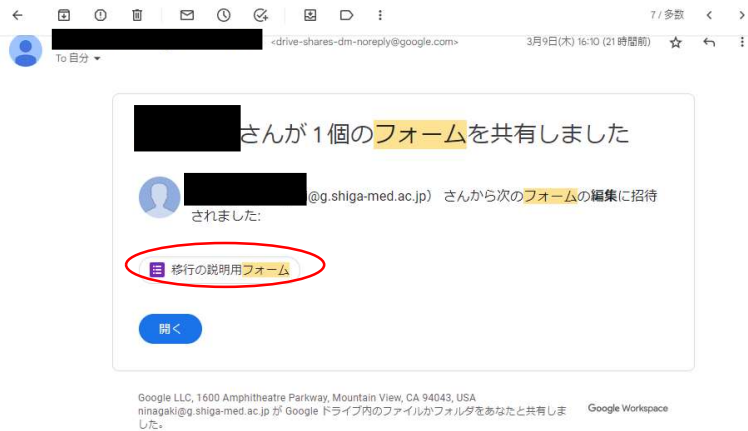 7/多数
<drive-shares-dm-noreply@google.com> 3月9日(木) 16:10 (21 時間前)
To 自分
さんが 1 個のフォームを共有しました
@g.shiga-med.ac.jp） さんから次のフォームの編集に招待
されました:
移行の説明用フォーム
開く
Google LLC, 1600 Amphitheatre Parkway, Mountain View, CA 94043, USA
ninagaki@g.shiga-med.ac.jp が Google ドライブ内のファイルかフォルダをあなたと共有しま
した。
Google Workspace